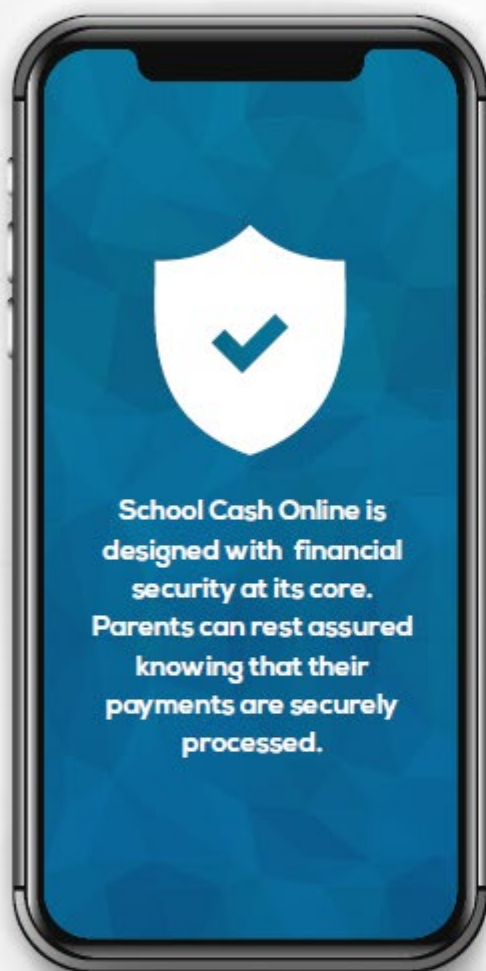 School Cash Online is
designed with financial
security at its core.
Parents can rest assured
knowing that their
payments are securely
processed.